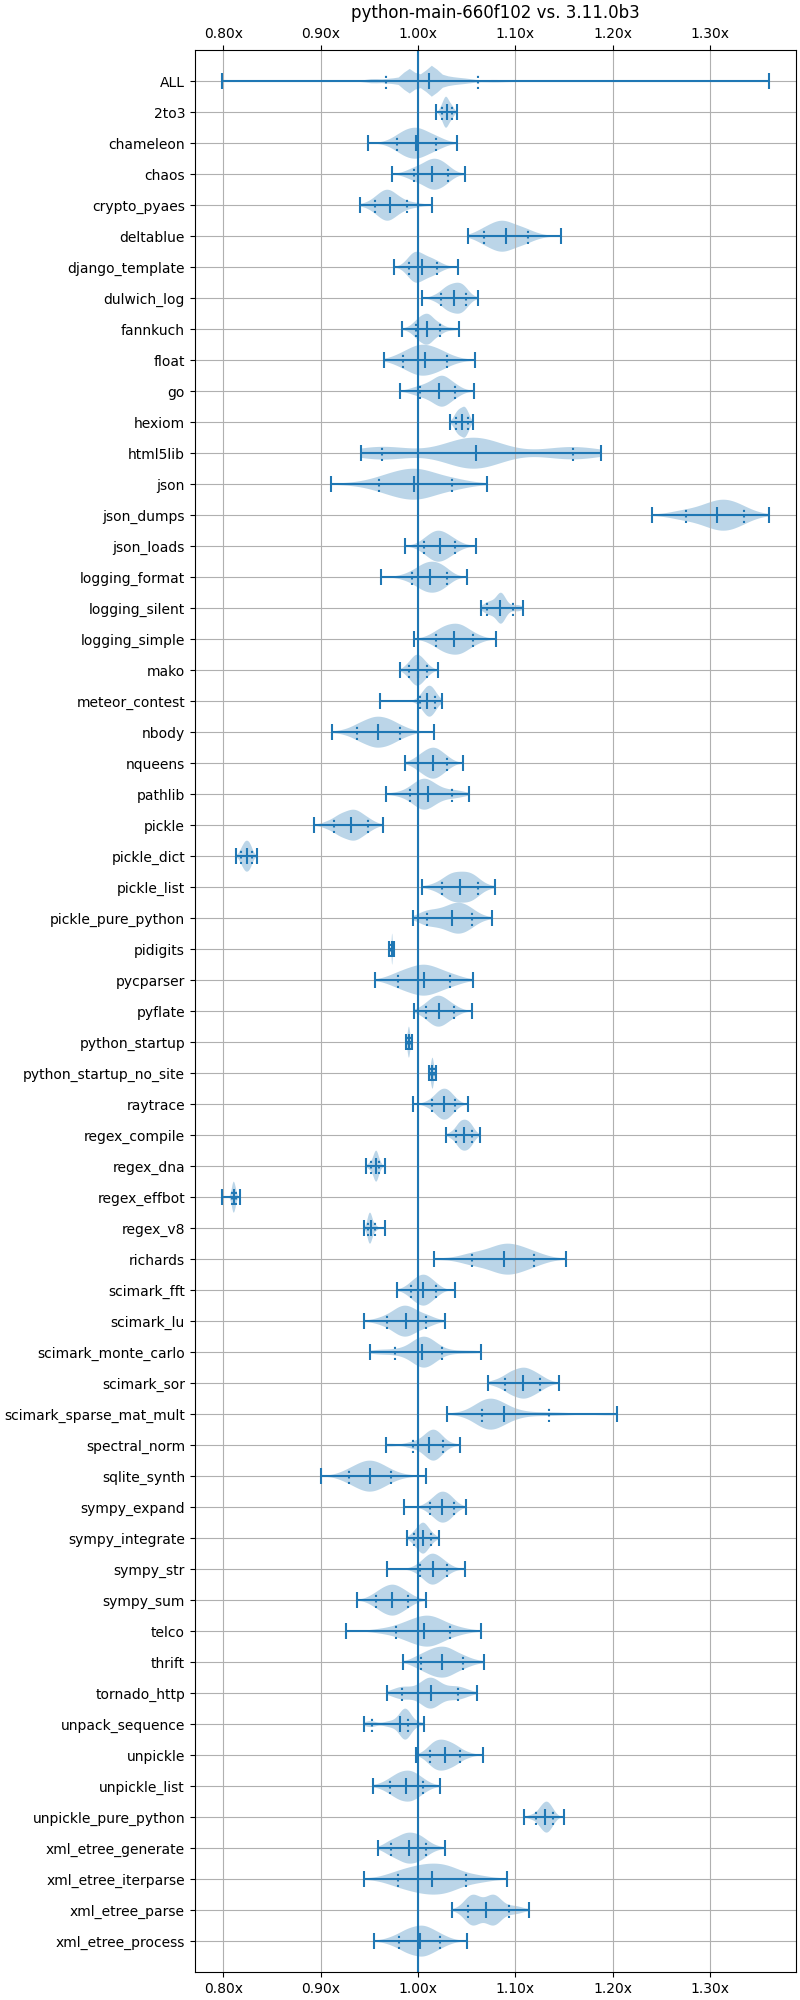 python-main-660f102 vs. 3.11.0b3
0.80x 0.90x 1.00x 1.10x 1.20x 1.30x
ALL
2to3
chameleon
chaos
crypto_pyaes
deltablue
django_template
dulwich_log
fannkuch
float
go
hexiom
html5lib
json
json_dumps
json_loads
logging_format
logging_silent
logging_simple
mako
meteor_contest
nbody
nqueens
pathlib
pickle
pickle_dict
pickle_list
pickle_pure_python
pidigits
pycparser
pyflate
python_startup
python_startup_no_site
raytrace
regex_compile
regex_dna
regex_effbot
regex_v8
richards
scimark_fft
scimark_lu
scimark_monte_carlo
scimark_sor
scimark_sparse_mat_mult
spectral_norm
sqlite_synth
sympy_expand
sympy_integrate
sympy_str
sympy_sum
telco
thrift
tornado_http
unpack_sequence
unpickle
unpickle_list
unpickle_pure_python
xml_etree_generate
xml_etree_iterparse
xml_etree_parse
xml_etree_process
0.80x 0.90x 1.00x 1.10x 1.20x 1.30x